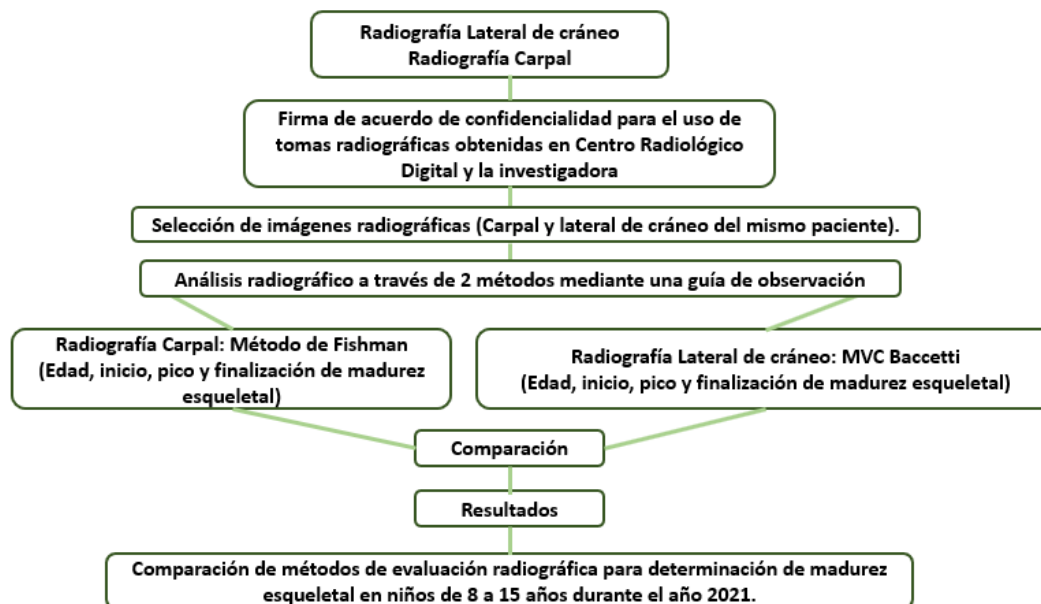 Radiografía Lateral de cráneo
Radiografía Carpal
Firma de acuerdo de confidencialidad para el uso de
tomas radiográficas obtenidas en Centro Radiológico
Digital y la investigadora
Selección de imágenes radiográficas (Carpal y lateral de cráneo del mismo paciente).
Análisis radiográfico a través de 2 métodos mediante una guía de observación
Radiografía Carpal: Método de Fishman
(Edad, inicio, pico y finalización de madurez
esqueletal)
Radiografía Lateral de cráneo: MVC Baccetti
(Edad, inicio, pico y finalización de madurez esqueletal)
Comparación
Resultados
Comparación de métodos de evaluación radiográfica para determinación de madurez
esqueletal en niños de 8 a 15 años durante el año 2021.